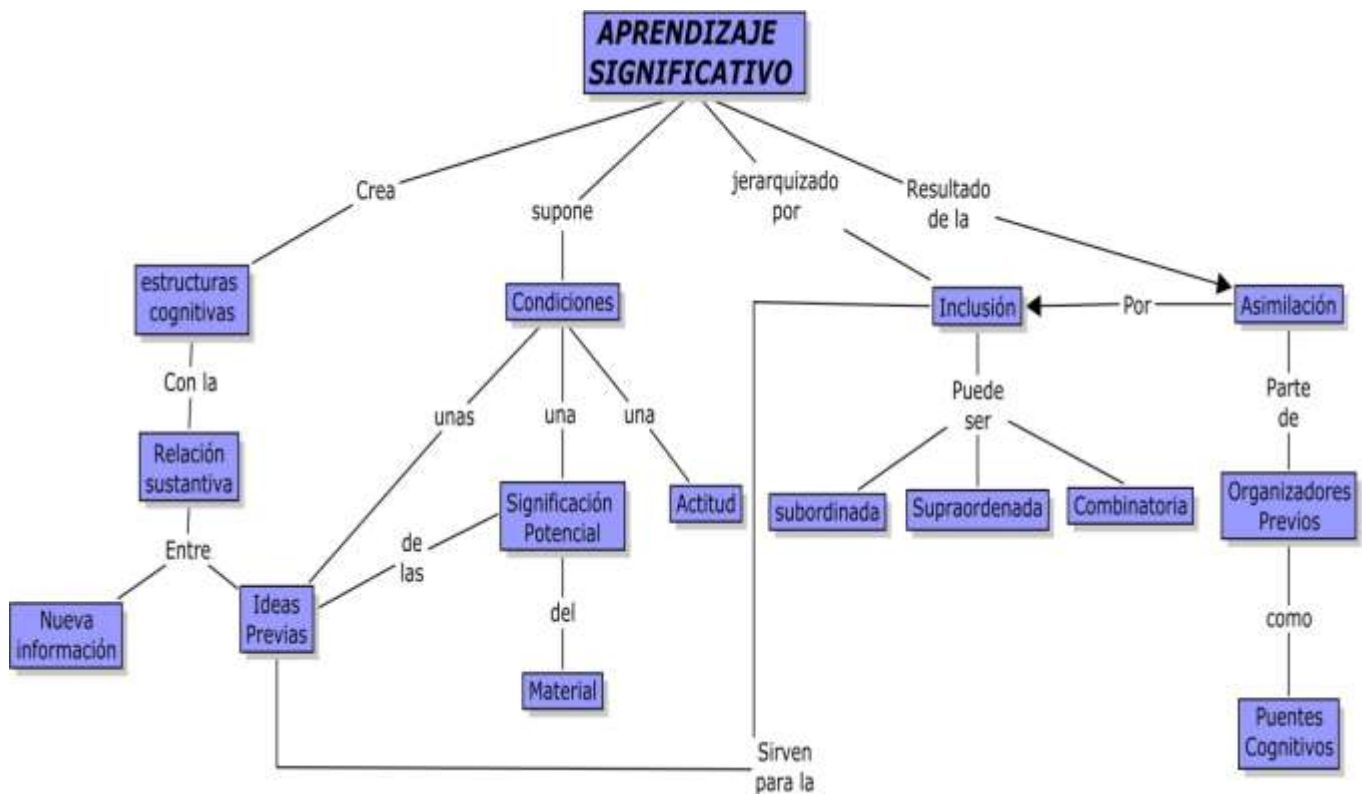 APRENDIZAJE
SIGNIFICATIVO
Crea
supone
jerarquizado
por
Resultado
de la
estructuras
cognitivas
Condiciones
Inclusión
Por
Asimilación
Con la
unas
una
una
Puede
ser
Parte
de
Relación
sustantiva
Significación
Potencial
Actitud
subordinada
Supraordenada
Combinatoria
Organizadores
Previos
Entre
de
las
Nueva
información
Ideas
Previas
del
como
Material
Puentes
Cognitivos
Sirven
para la